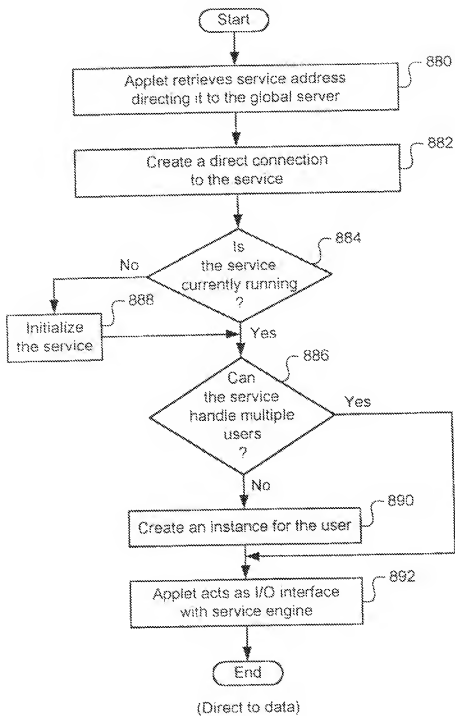 Start
Applet retrieves service address
directing it to the global server
880
Create a direct connection
to the service
882
Is
the service
currently running
?
884
No
888
Initialize
the service
Yes
886
Can
the service
handle multiple
users
?
Yes
No
890
Create an instance for the user
892
Applet acts as I/O interface
with service engine
End
(Direct to data)